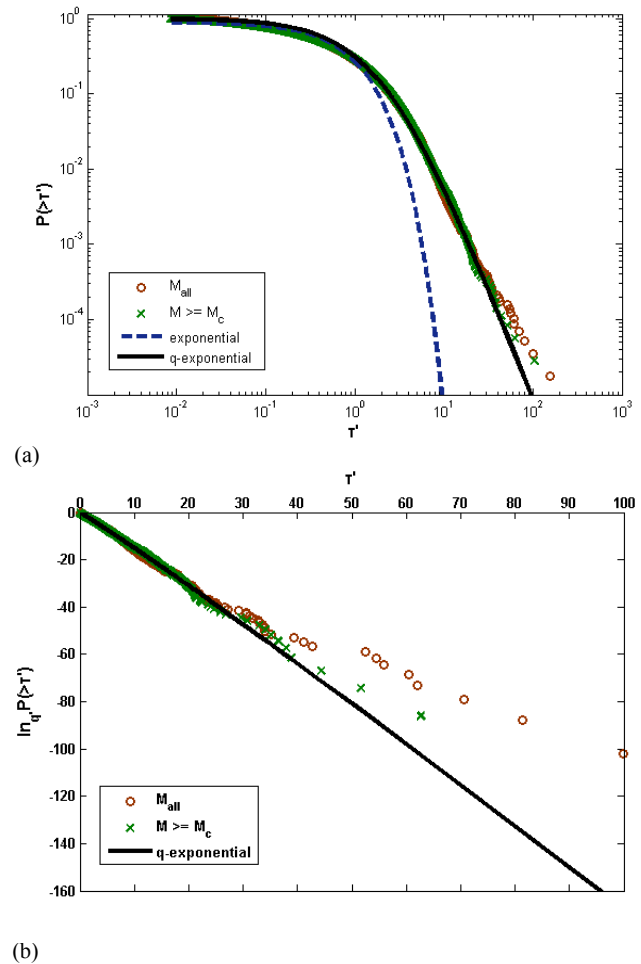 10^0
10^-1
10^-2
10^-3
10^-4
P(>τ')
M_all
M >= M_c
exponential
q-exponential
10^-3 10^-2 10^-1 10^0 10^1 10^2 10^3
τ'
(a)
τ'
0 10 20 30 40 50 60 70 80 90 100
0
-20
-40
-60
-80
-100
-120
-140
-160
ln_q'P(>τ')
M_all
M >= M_c
q-exponential
(b)